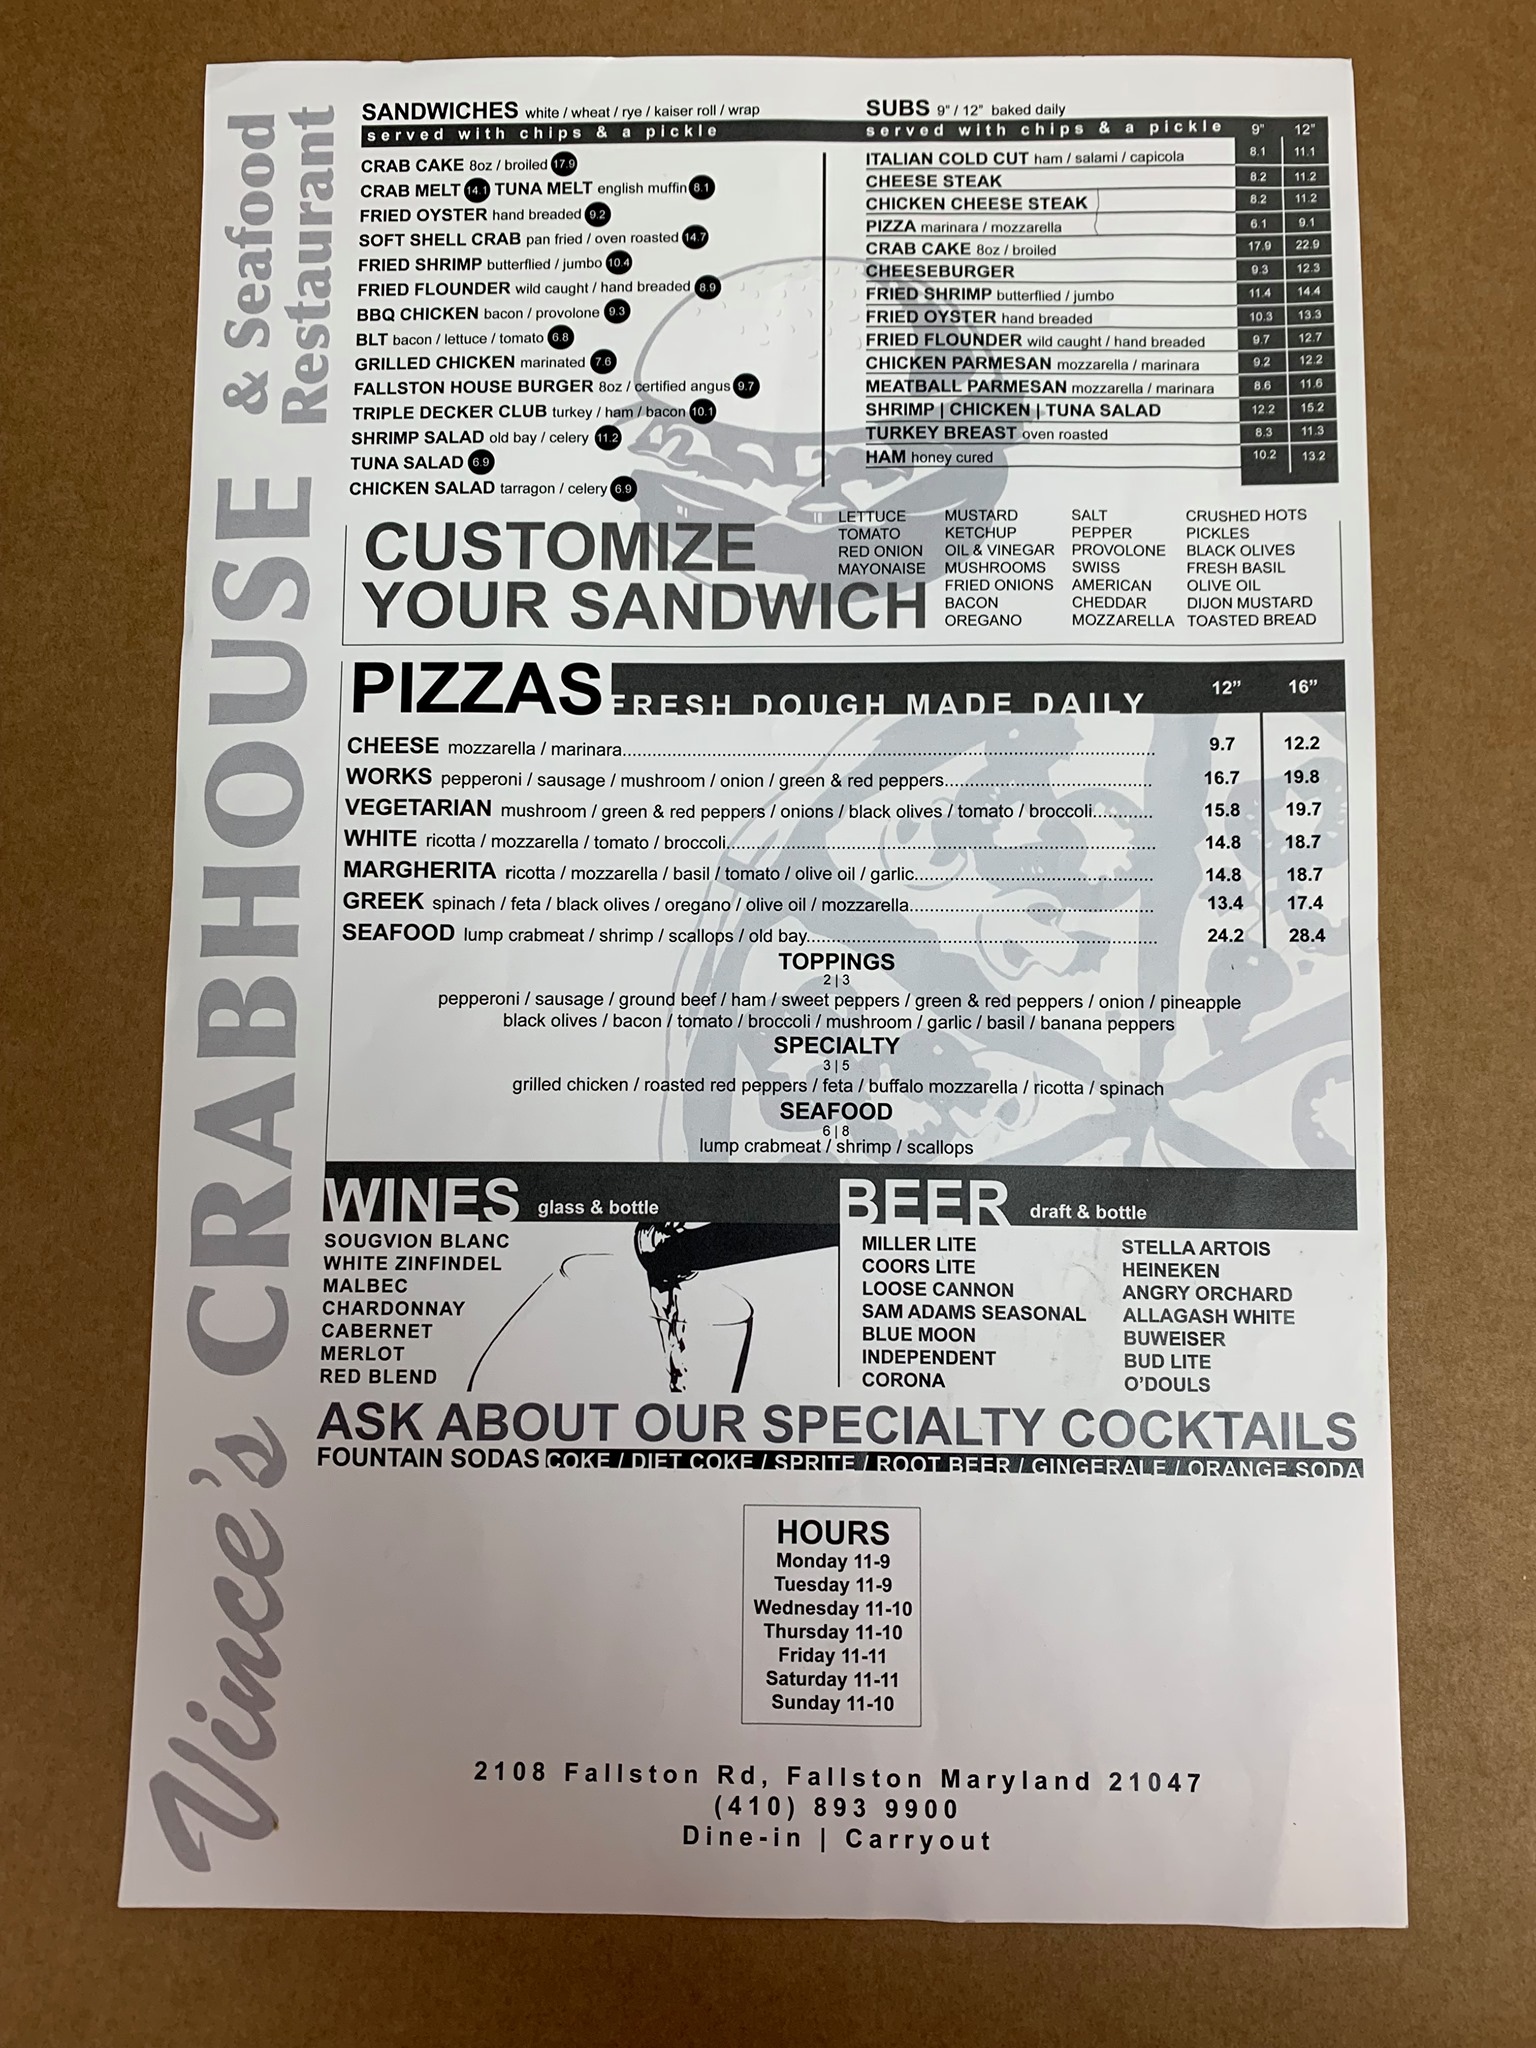 Vince's CRABHOUSE & Seafood
Restaurant
SANDWICHES white / wheat / rye / kaiser roll / wrap
served with chips & a pickle
CRAB CAKE 8oz / broiled 17.9
CRAB MELT 14.1 TUNA MELT english muffin 8.1
FRIED OYSTER hand breaded 9.2
SOFT SHELL CRAB pan fried / oven roasted 14.7
FRIED SHRIMP butterflied / jumbo 10.4
FRIED FLOUNDER wild caught / hand breaded 8.9
BBQ CHICKEN bacon / provolone 9.3
BLT bacon / lettuce / tomato 6.8
GRILLED CHICKEN marinated 7.6
FALLSTON HOUSE BURGER 8oz / certified angus 9.7
TRIPLE DECKER CLUB turkey / ham / bacon 10.1
SHRIMP SALAD old bay / celery 11.2
TUNA SALAD 6.9
CHICKEN SALAD tarragon / celery 6.9
SUBS 9" / 12" baked daily
served with chips & a pickle 9" 12"
ITALIAN COLD CUT ham / salami / capicola 8.1 11.1
CHEESE STEAK 8.2 11.2
CHICKEN CHEESE STEAK 8.2 11.2
PIZZA marinara / mozzarella 6.1 9.1
CRAB CAKE 8oz / broiled 17.9 22.9
CHEESEBURGER 9.3 12.3
FRIED SHRIMP butterflied / jumbo 11.4 14.4
FRIED OYSTER hand breaded 10.3 13.3
FRIED FLOUNDER wild caught / hand breaded 9.7 12.7
CHICKEN PARMESAN mozzarella / marinara 9.2 12.2
MEATBALL PARMESAN mozzarella / marinara 8.6 11.6
SHRIMP | CHICKEN | TUNA SALAD 12.2 15.2
TURKEY BREAST oven roasted 8.3 11.3
HAM honey cured 10.2 13.2
CUSTOMIZE
YOUR SANDWICH
LETTUCE MUSTARD SALT CRUSHED HOTS
TOMATO KETCHUP PEPPER PICKLES
RED ONION OIL & VINEGAR PROVOLONE BLACK OLIVES
MAYONAISE MUSHROOMS SWISS FRESH BASIL
FRIED ONIONS AMERICAN OLIVE OIL
BACON CHEDDAR DIJON MUSTARD
OREGANO MOZZARELLA TOASTED BREAD
PIZZAS FRESH DOUGH MADE DAILY 12" 16"
CHEESE mozzarella / marinara 9.7 12.2
WORKS pepperoni / sausage / mushroom / onion / green & red peppers 16.7 19.8
VEGETARIAN mushroom / green & red peppers / onions / black olives / tomato / broccoli 15.8 19.7
WHITE ricotta / mozzarella / tomato / broccoli 14.8 18.7
MARGHERITA ricotta / mozzarella / basil / tomato / olive oil / garlic 14.8 18.7
GREEK spinach / feta / black olives / oregano / olive oil / mozzarella 13.4 17.4
SEAFOOD lump crabmeat / shrimp / scallops / old bay 24.2 28.4
TOPPINGS
2 | 3
pepperoni / sausage / ground beef / ham / sweet peppers / green & red peppers / onion / pineapple
black olives / bacon / tomato / broccoli / mushroom / garlic / basil / banana peppers
SPECIALTY
3 | 5
grilled chicken / roasted red peppers / feta / buffalo mozzarella / ricotta / spinach
SEAFOOD
6 | 8
lump crabmeat / shrimp / scallops
WINES glass & bottle
SOUGVION BLANC
WHITE ZINFINDEL
MALBEC
CHARDONNAY
CABERNET
MERLOT
RED BLEND
BEER draft & bottle
MILLER LITE STELLA ARTOIS
COORS LITE HEINEKEN
LOOSE CANNON ANGRY ORCHARD
SAM ADAMS SEASONAL ALLAGASH WHITE
BLUE MOON BUWEISER
INDEPENDENT BUD LITE
CORONA O'DOULS
ASK ABOUT OUR SPECIALTY COCKTAILS
FOUNTAIN SODAS COKE / DIET COKE / SPRITE / ROOT BEER / GINGERALE / ORANGE SODA
HOURS
Monday 11-9
Tuesday 11-9
Wednesday 11-10
Thursday 11-10
Friday 11-11
Saturday 11-11
Sunday 11-10
2108 Fallston Rd, Fallston Maryland 21047
(410) 893 9900
Dine-in | Carryout